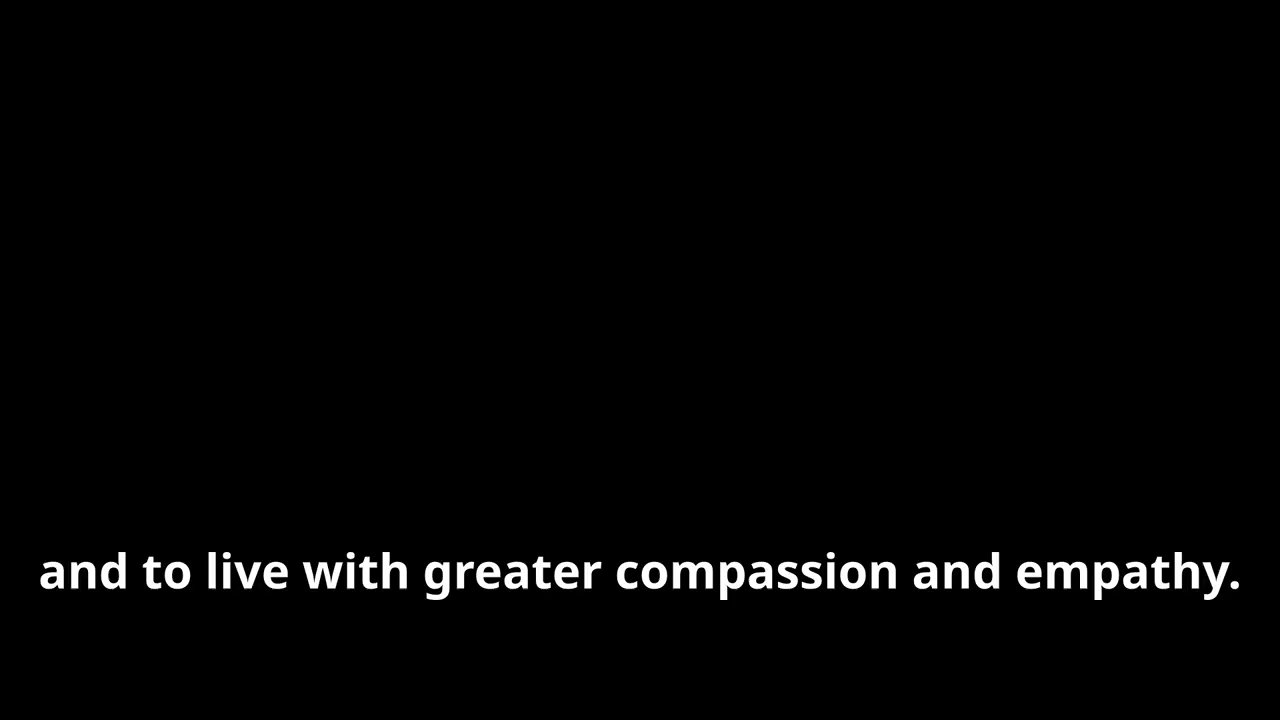 and to live with greater compassion and empathy.